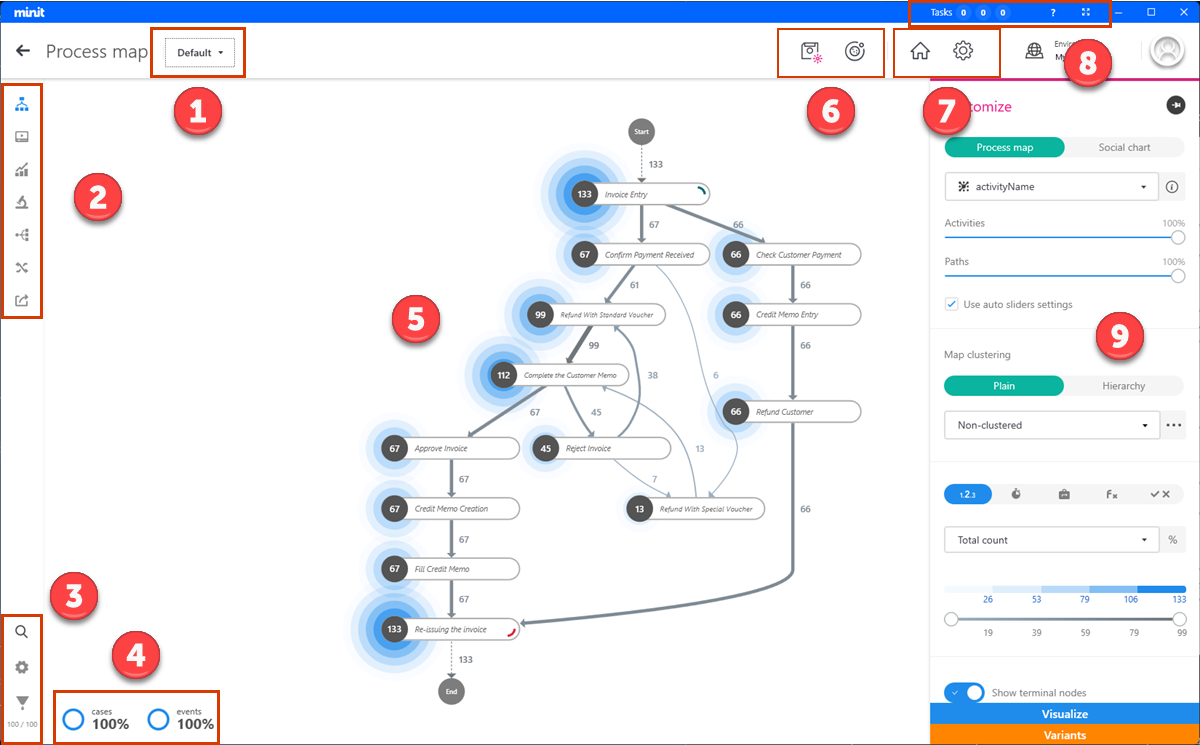 minit
Tasks 0 0 0 ?
Process map
Default
My
1
2
3
4
5
6
7
8
9
Process map Social chart
activityName
Activities 100%
Paths 100%
Use auto sliders settings
Map clustering
Plain Hierarchy
Non-clustered
1.2.3 fx
Total count %
26 53 79 106 133
19 39 59 79 99
Show terminal nodes
Visualize
Variants
Start
133
133 Invoice Entry
67 66
67 Confirm Payment Received
66 Check Customer Payment
61 66
99 Refund With Standard Voucher
66 Credit Memo Entry
99 66
112 Complete the Customer Memo
38 6
67 45
66 Refund Customer
67 Approve Invoice
45 Reject Invoice
13
67 7
67 Credit Memo Creation
13 Refund With Special Voucher
66
67
67 Fill Credit Memo
67
133 Re-issuing the invoice
133
End
100 / 100
cases
100%
events
100%